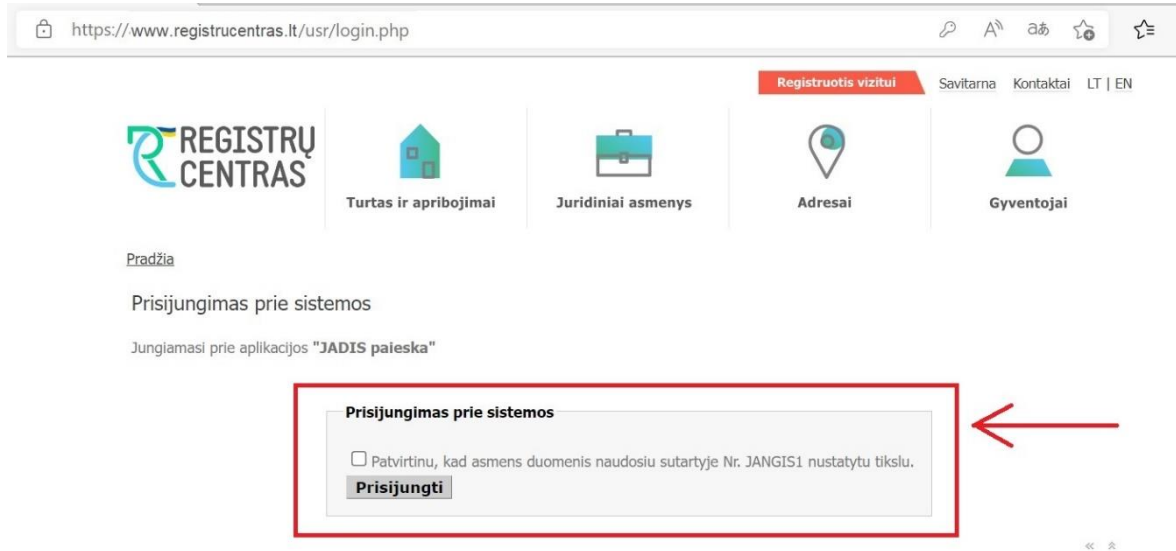 https://www.registrucentras.lt/usr/login.php
Registruotis vizitui Savitarna Kontaktai LT | EN
REGISTRŲ
CENTRAS
Turtas ir apribojimai Juridiniai asmenys Adresai Gyventojai
Pradžia
Prisijungimas prie sistemos
Jungiamasi prie aplikacijos "JADIS paieska"
Prisijungimas prie sistemos
Patvirtinu, kad asmens duomenis naudosiu sutartyje Nr. JANGIS1 nustatytu tikslu.
Prisijungti